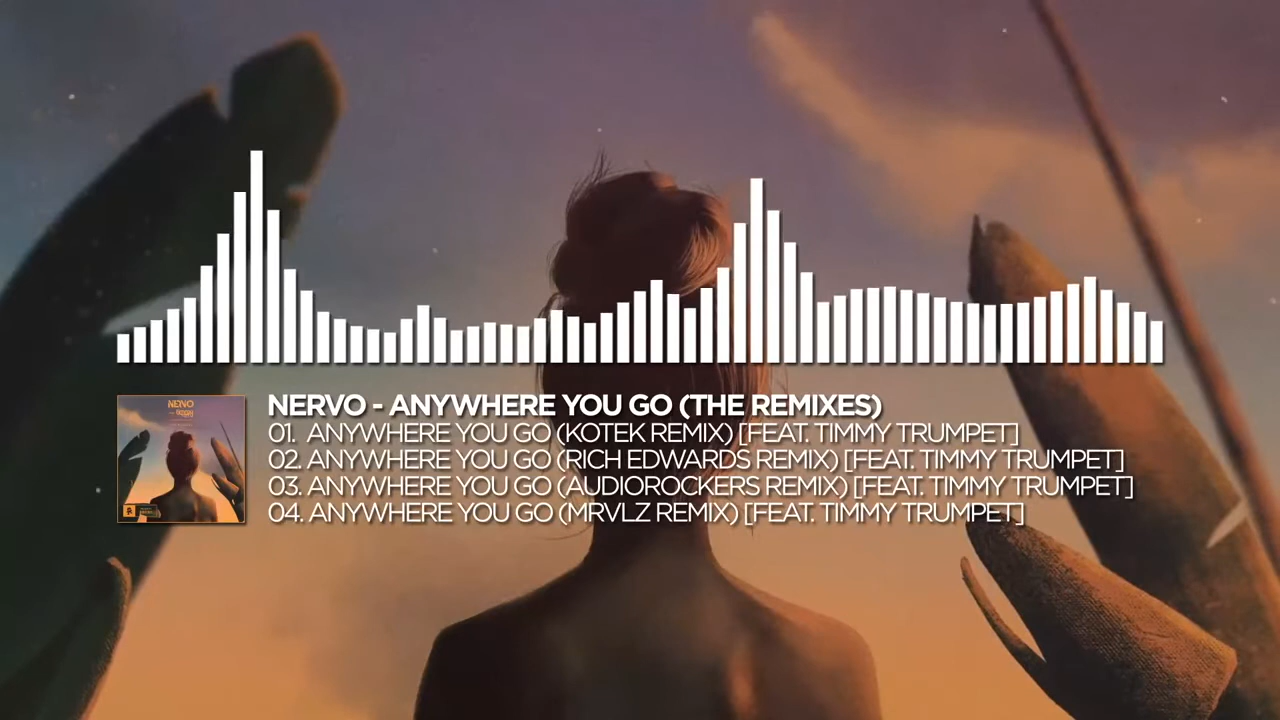 NERVO - ANYWHERE YOU GO (THE REMIXES)
01. ANYWHERE YOU GO (KOTEK REMIX) [FEAT. TIMMY TRUMPET]
02. ANYWHERE YOU GO (RICH EDWARDS REMIX) [FEAT. TIMMY TRUMPET]
03. ANYWHERE YOU GO (AUDIOROCKERS REMIX) [FEAT. TIMMY TRUMPET]
04. ANYWHERE YOU GO (MRVLZ REMIX) [FEAT. TIMMY TRUMPET]
NERVO